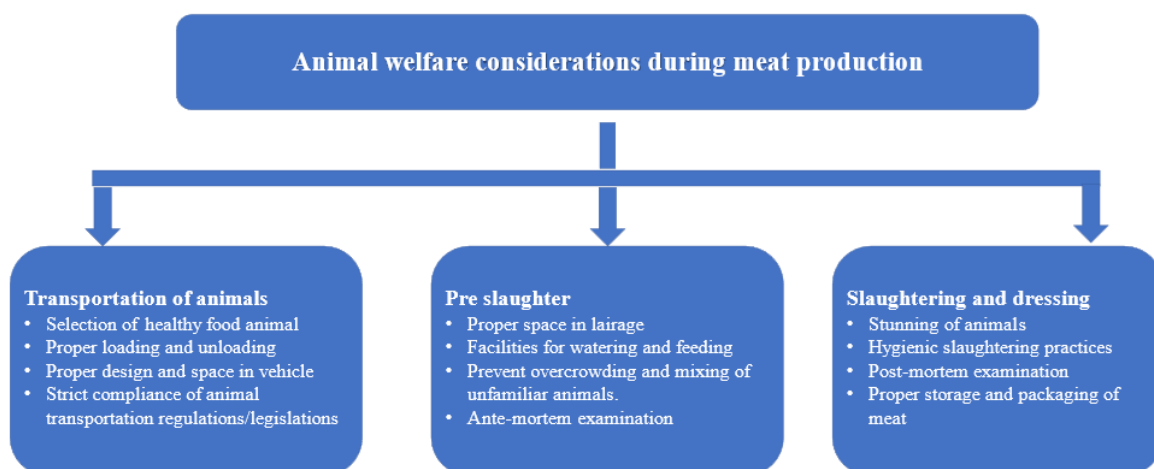 Animal welfare considerations during meat production
Transportation of animals
• Selection of healthy food animal
• Proper loading and unloading
• Proper design and space in vehicle
• Strict compliance of animal
transportation regulations/legislations
Pre slaughter
• Proper space in lairage
• Facilities for watering and feeding
• Prevent overcrowding and mixing of
unfamiliar animals.
• Ante-mortem examination
Slaughtering and dressing
• Stunning of animals
• Hygienic slaughtering practices
• Post-mortem examination
• Proper storage and packaging of
meat